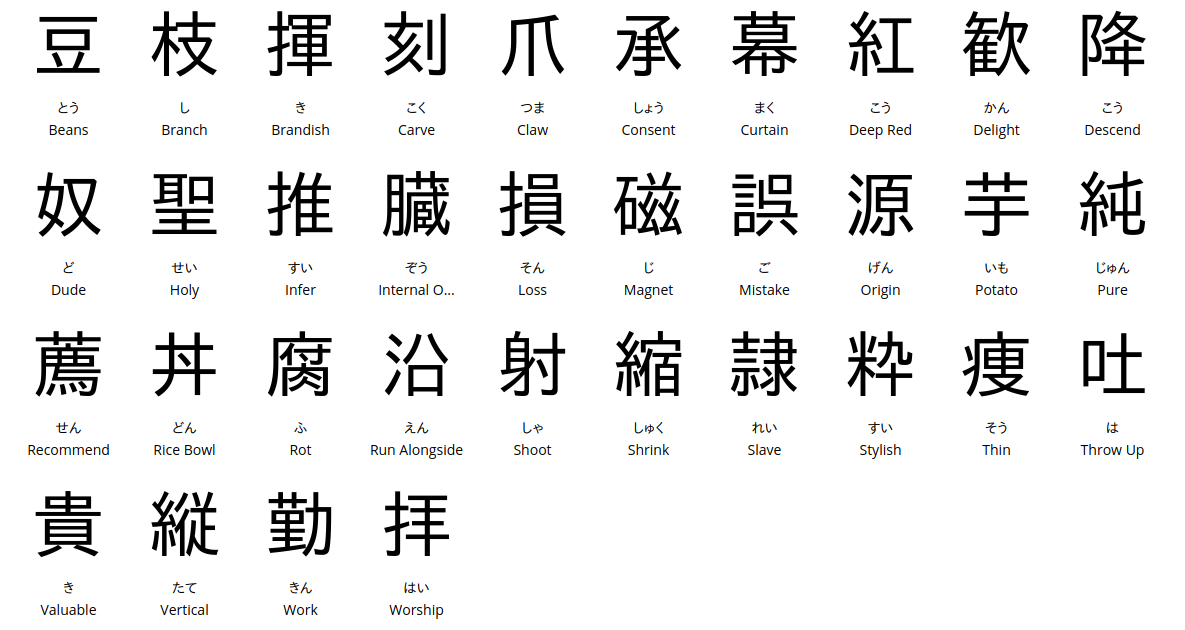 豆 枝 揮 刻 爪 承 幕 紅 歓 降
とう し き こく つま しょう まく こう かん こう
Beans Branch Brandish Carve Claw Consent Curtain Deep Red Delight Descend
奴 聖 推 臓 損 磁 誤 源 芋 純
ど せい すい ぞう そん じ ご げん いも じゅん
Dude Holy Infer Internal O... Loss Magnet Mistake Origin Potato Pure
薦 丼 腐 沿 射 縮 隷 粋 痩 吐
せん どん ふ えん しゃ しゅく れい すい そう は
Recommend Rice Bowl Rot Run Alongside Shoot Shrink Slave Stylish Thin Throw Up
貴 縦 勤 拝
き たて きん はい
Valuable Vertical Work Worship